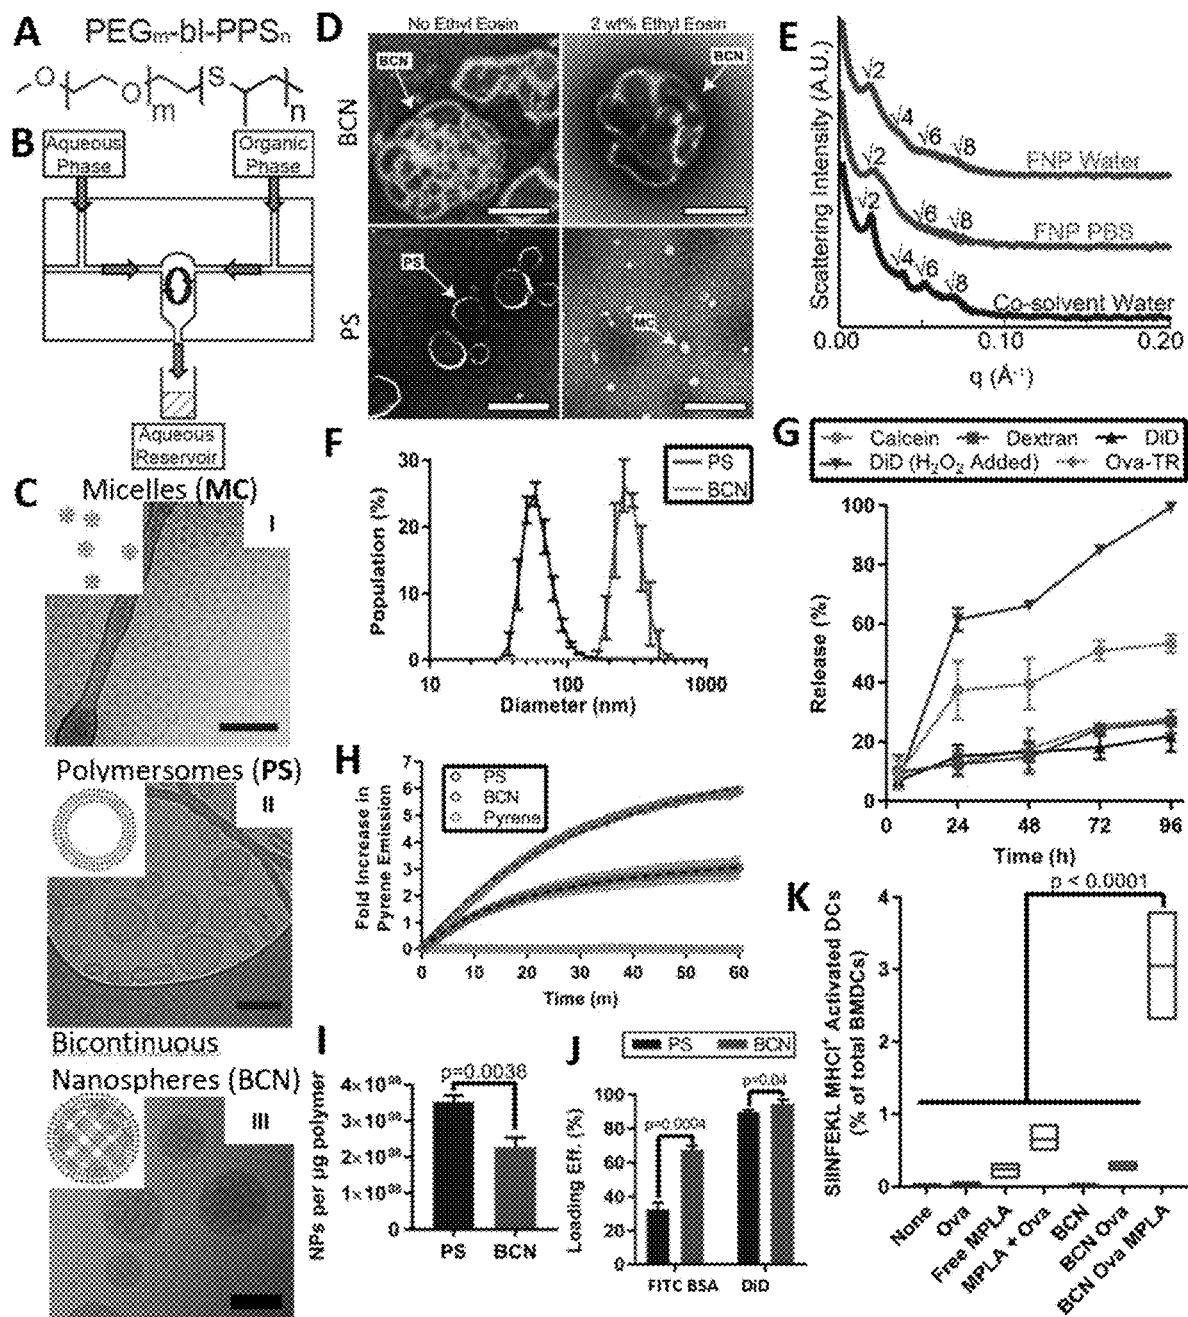 A
PEGm-bl-PPSn
O
O
m
S
n
B
Aqueous
Phase
Organic
Phase
Aqueous
Reservoir
C
Micelles (MC)
I
Polymersomes (PS)
II
Bicontinuous
Nanospheres (BCN)
III
D
No Ethyl Eosin
2 wt% Ethyl Eosin
BCN
BCN
BCN
PS
PS
MC
E
Scattering Intensity (A.U.)
√2
√4
√6
√8
FNP Water
√2
√6
√8
FNP PBS
√2
√4
√6
√8
Co-solvent Water
0.00
0.10
0.20
q (Å⁻¹)
F
Population (%)
30
20
10
0
PS
BCN
10
100
1000
Diameter (nm)
G
Calcein
Dextran
DiD
DiD (H₂O₂ Added)
Ova-TR
Release (%)
100
80
60
40
20
0
0
24
48
72
96
Time (h)
H
Fold Increase in
Pyrene Emission
7
6
5
4
3
2
1
0
PS
BCN
Pyrene
0
10
20
30
40
50
60
Time (m)
I
NPs per µg polymer
p=0.0038
0
PS
BCN
J
PS
BCN
Loading Eff. (%)
100
80
60
40
20
0
p=0.0004
p=0.04
FITC BSA
DiD
K
SIINFEKL MHCI⁺ Activated DCs
(% of total BMDCs)
p < 0.0001
4
3
2
1
0
None
Ova
Free MPLA
MPLA + Ova
BCN
BCN Ova
BCN Ova MPLA